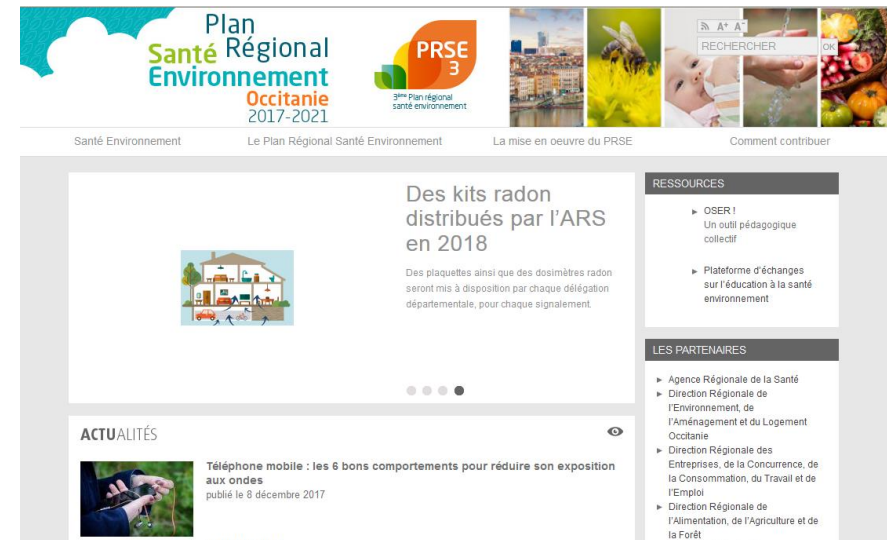 Plan
Santé Régional
Environnement
Occitanie
2017-2021
PRSE
3
3ème Plan régional
santé environnement
A+ A-
RECHERCHER
OK
Santé Environnement
Le Plan Régional Santé Environnement
La mise en oeuvre du PRSE
Comment contribuer
Des kits radon
distribués par l'ARS
en 2018
Des plaquettes ainsi que des dosimètres radon
seront mis à disposition par chaque délégation
départementale, pour chaque signalement.
ACTUALITÉS
Téléphone mobile : les 6 bons comportements pour réduire son exposition
aux ondes
publié le 8 décembre 2017
RESSOURCES
► OSER !
Un outil pédagogique
collectif
► Plateforme d'échanges
sur l'éducation à la santé
environnement
LES PARTENAIRES
► Agence Régionale de la Santé
► Direction Régionale de
l'Environnement, de
l'Aménagement et du Logement
Occitanie
► Direction Régionale des
Entreprises, de la Concurrence, de
la Consommation, du Travail et de
l'Emploi
► Direction Régionale de
l'Alimentation, de l'Agriculture et de
la Forêt